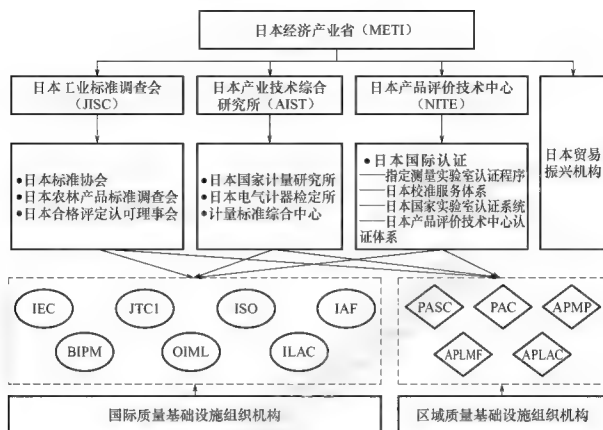 日本经济产业省（METI）
日本工业标准调查会
（JISC）
日本产业技术综合
研究所（AIST）
日本产品评价技术中心
（NITE）
日本贸易
振兴机构
●日本标准协会
●日本农林产品标准调查会
●日本合格评定认可理事会
●日本国家计量研究所
●日本电气计器检定所
●计量标准综合中心
●日本国际认证
—指定测量实验室认证程序
—日本校准服务体系
—日本国家实验室认证系统
—日本产品评价技术中心认
证体系
IEC
JTC1
ISO
IAF
BIPM
OIML
ILAC
PASC
PAC
APMP
APLMF
APLAC
国际质量基础设施组织机构
区域质量基础设施组织机构